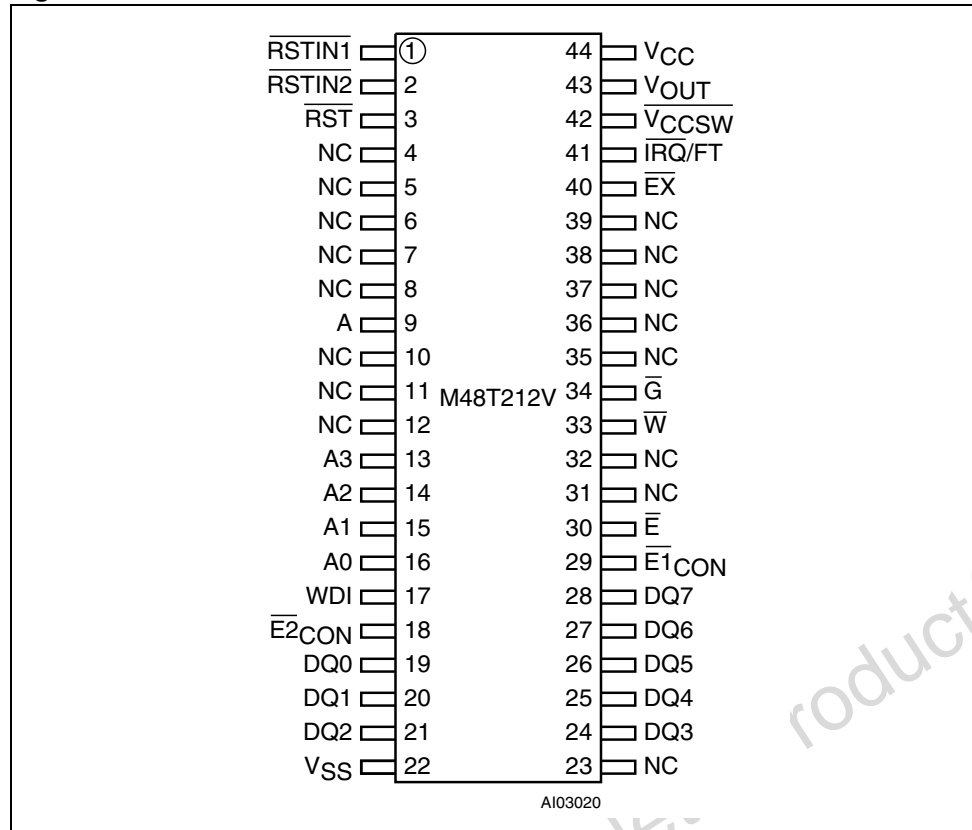 RSTIN1 1 44 VCC
RSTIN2 2 43 VOUT
RST 3 42 VCCSW
NC 4 41 IRQ/FT
NC 5 40 EX
NC 6 39 NC
NC 7 38 NC
NC 8 37 NC
A 9 36 NC
NC 10 35 NC
NC 11 M48T212V 34 G
NC 12 33 W
A3 13 32 NC
A2 14 31 NC
A1 15 30 E
A0 16 29 E1CON
WDI 17 28 DQ7
E2CON 18 27 DQ6
DQ0 19 26 DQ5
DQ1 20 25 DQ4
DQ2 21 24 DQ3
VSS 22 23 NC
AI03020
roduct